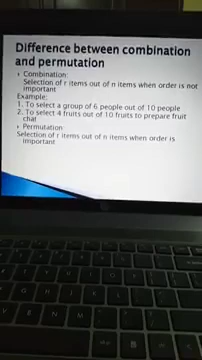 Difference between combination
and permutation
Combination:
Selection of r items out of n items when order is not
important
Example:
1. To select a group of 6 people out of 10 people
2. To select 4 fruits out of 10 fruits to prepare fruit
chat
Permutation
Selection of r items out of n items when order is
important
T
Y
U
I
O
G
H
J
K
L
V
B
N
M